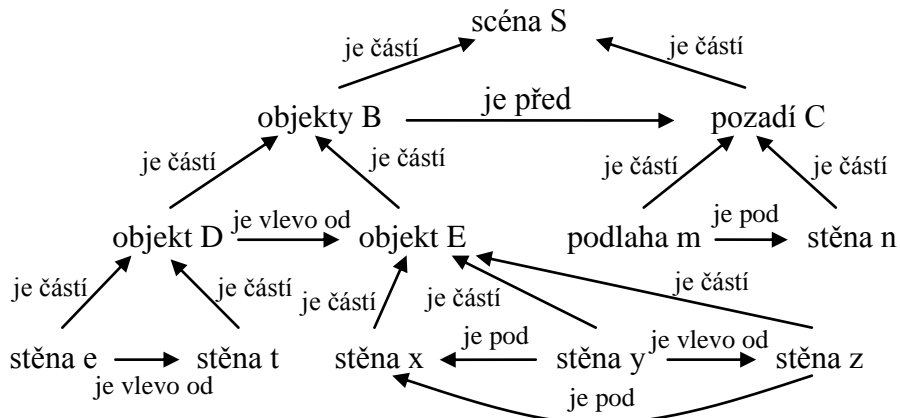 scéna S
je částí
je částí
objekty B
je před
pozadí C
je částí
je částí
je částí
je částí
objekt D
je vlevo od
objekt E
podlaha m
je pod
stěna n
je částí
je částí
je částí
je částí
je částí
stěna e
je vlevo od
stěna t
stěna x
je pod
stěna y
je vlevo od
stěna z
je pod